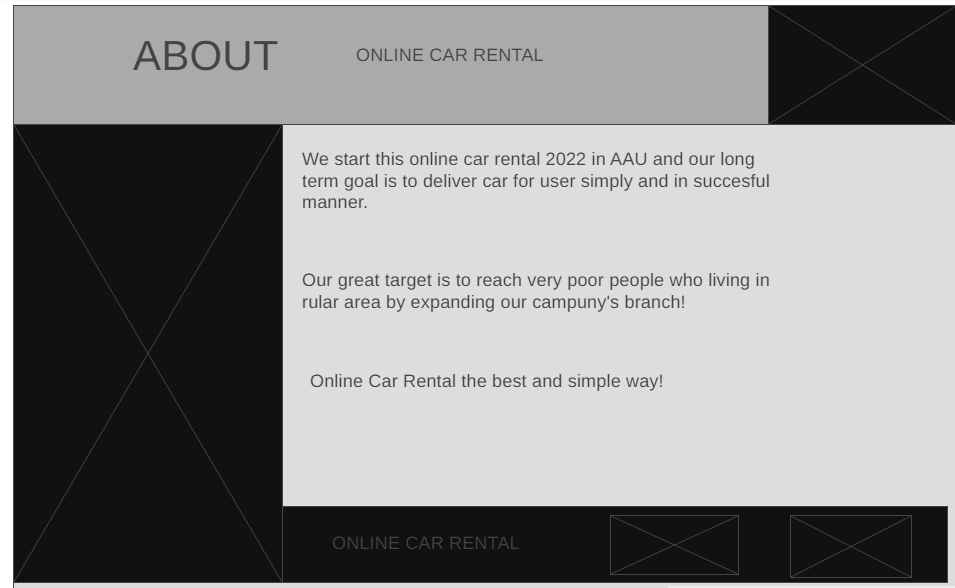 ABOUT
ONLINE CAR RENTAL
We start this online car rental 2022 in AAU and our long
term goal is to deliver car for user simply and in succesful
manner.
Our great target is to reach very poor people who living in
rular area by expanding our campuny's branch!
Online Car Rental the best and simple way!
ONLINE CAR RENTAL